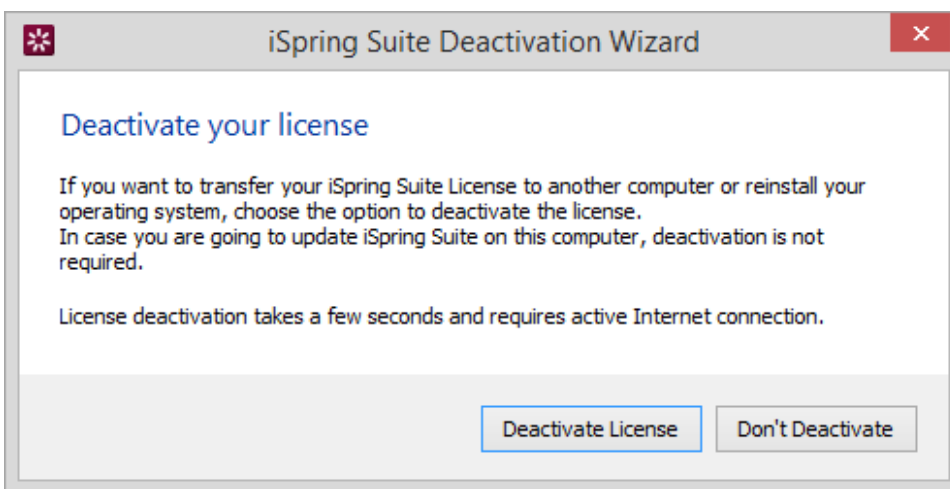 iSpring Suite Deactivation Wizard
Deactivate your license
If you want to transfer your iSpring Suite License to another computer or reinstall your
operating system, choose the option to deactivate the license.
In case you are going to update iSpring Suite on this computer, deactivation is not
required.
License deactivation takes a few seconds and requires active Internet connection.
Deactivate License Don't Deactivate